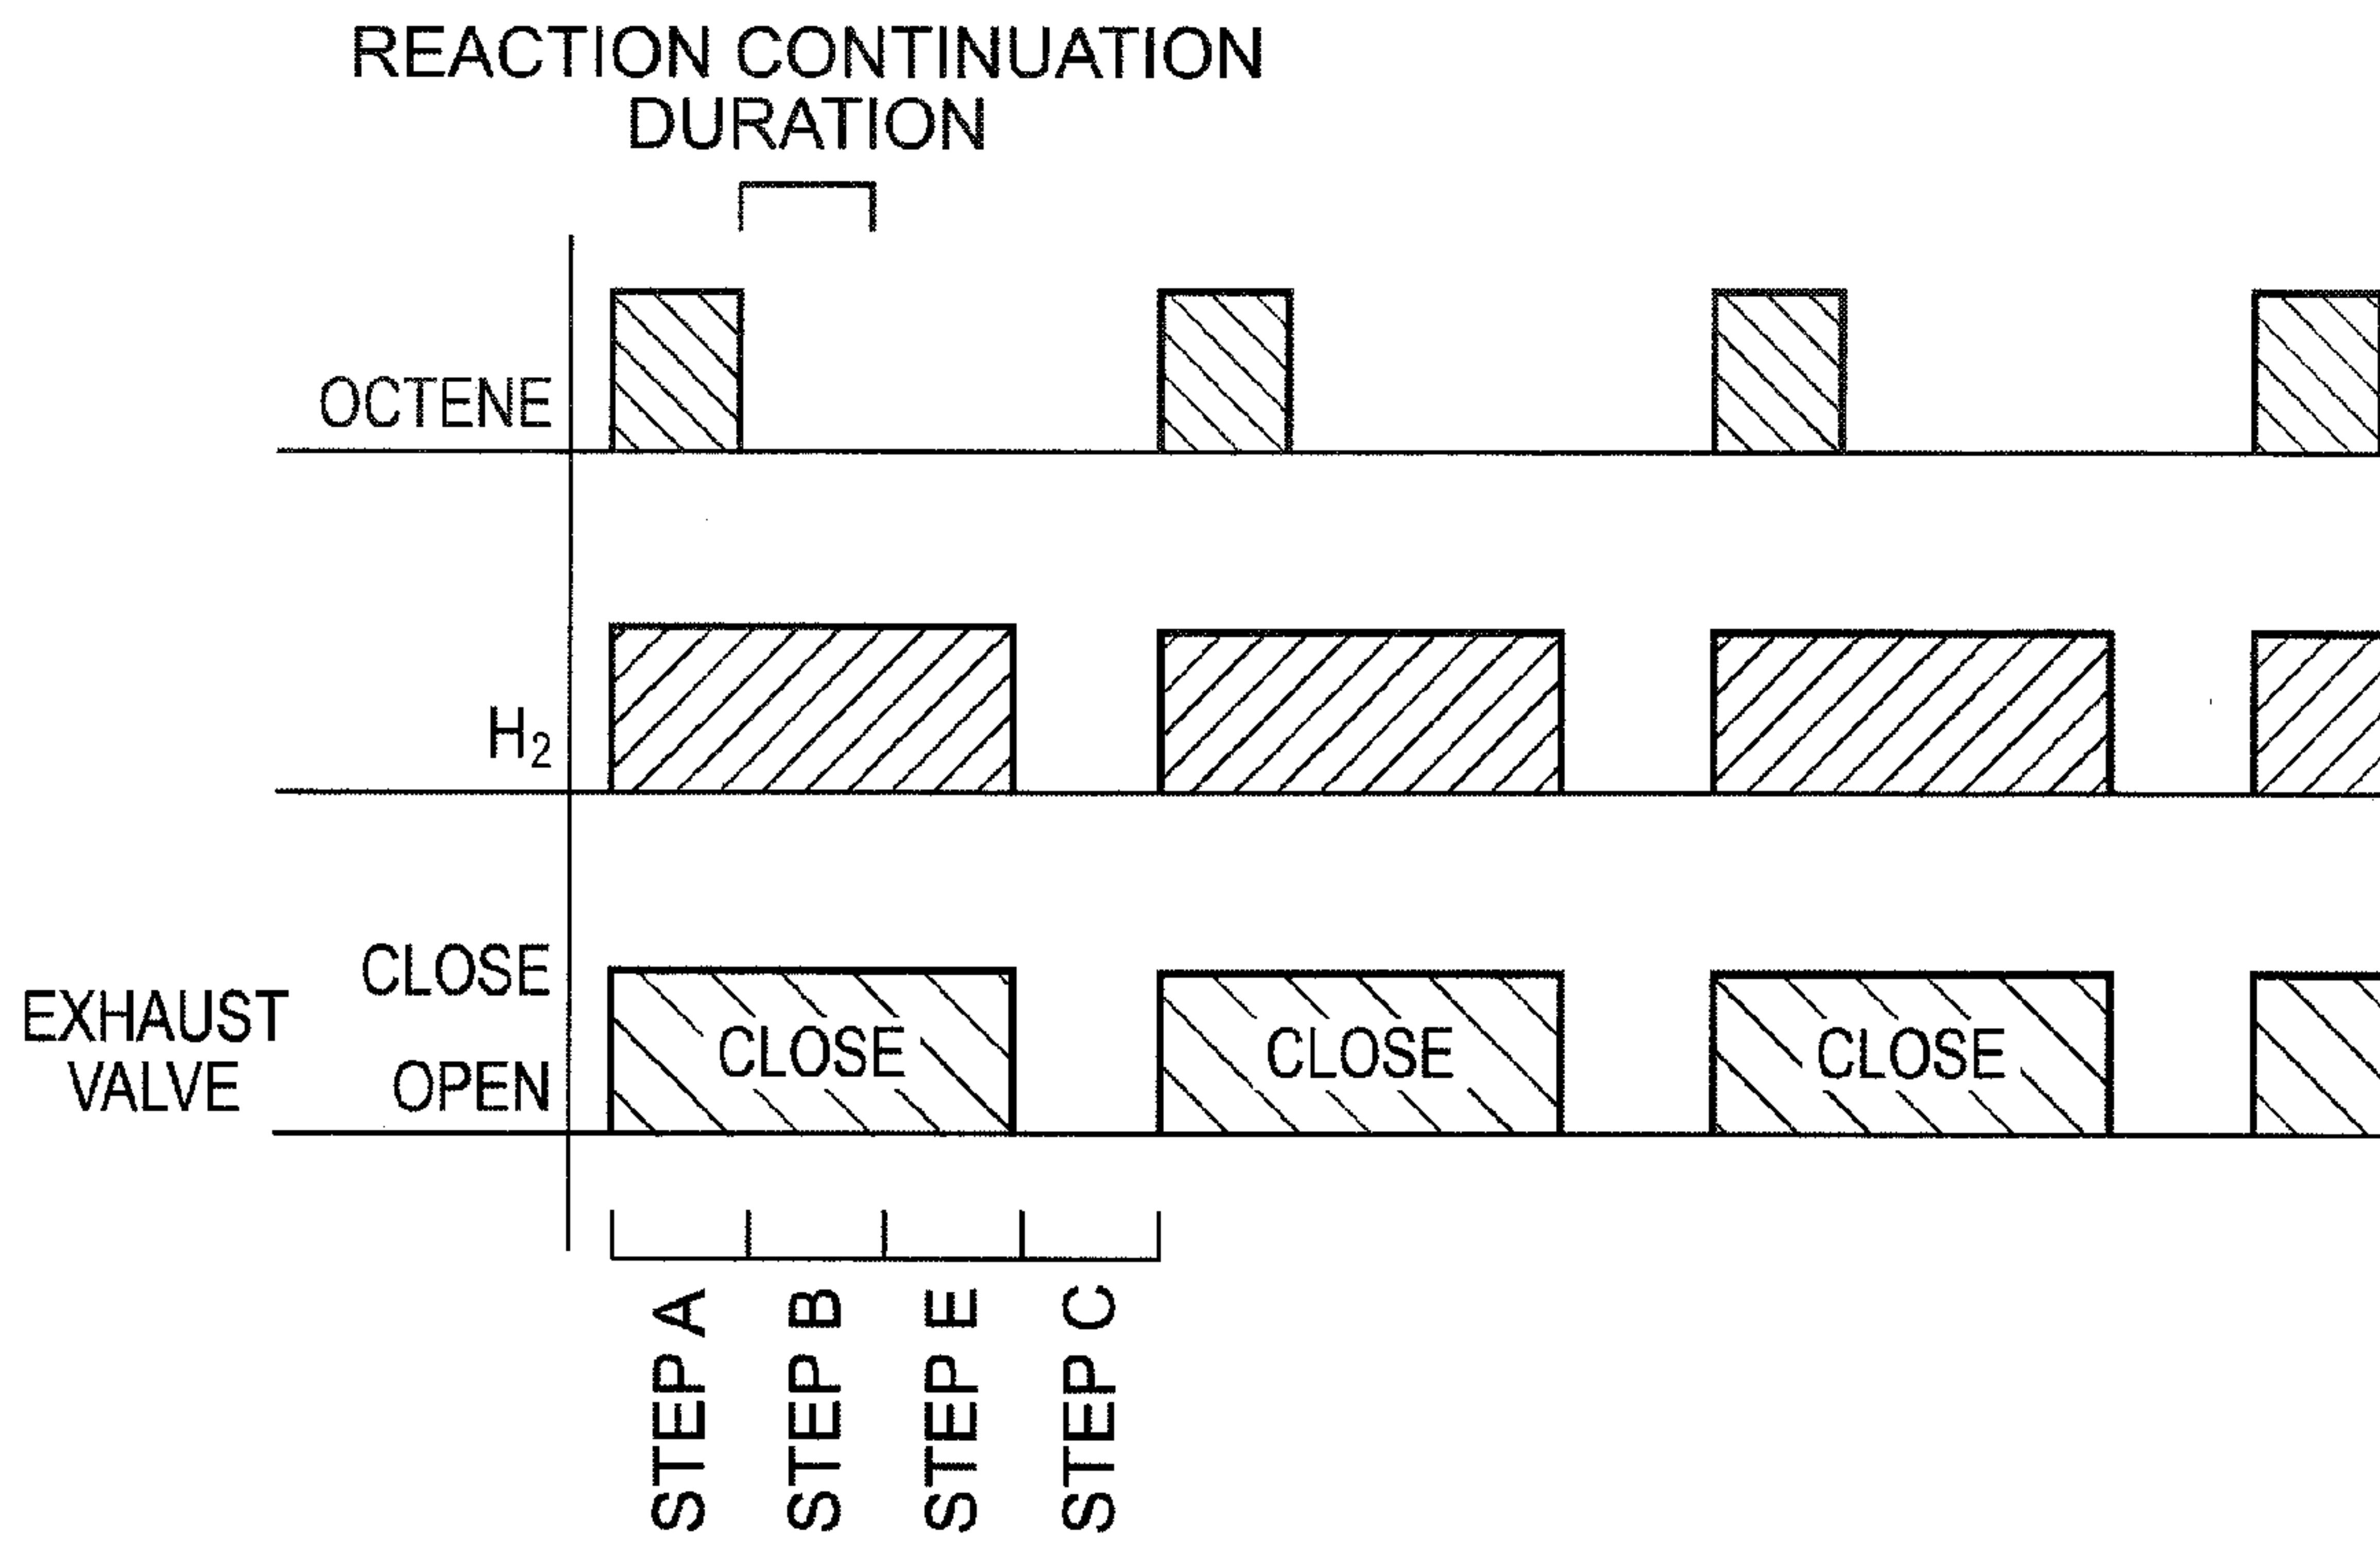 REACTION CONTINUATION
DURATION
OCTENE
H₂
EXHAUST
VALVE
CLOSE
OPEN
CLOSE
CLOSE
CLOSE
STEP A
STEP B
STEP E
STEP C